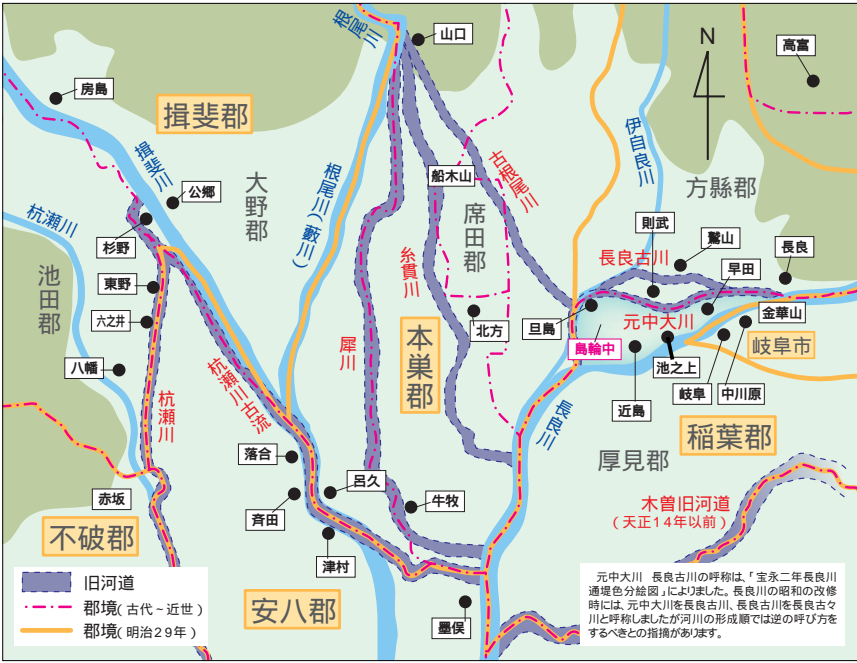 根尾川
山口
N
高富
房島
揖斐郡
揖斐川
公郷
大野郡
根尾川(藪川)
船木山
古根尾川
伊自良川
方縣郡
杭瀬川
杉野
席田郡
則武
鷲山
長良古川
早田
長良
池田郡
東野
糸貫川
六之井
北方
旦島
元中大川
金華山
島輪中
岐阜市
八幡
犀川
本巣郡
池之上
近島
岐阜
中川原
杭瀬川
杭瀬川古流
長良川
稲葉郡
厚見郡
落合
赤坂
呂久
斉田
牛牧
木曽旧河道
(天正14年以前)
不破郡
津村
安八郡
墨俣
旧河道
郡境(古代~近世)
郡境(明治29年)
元中大川 長良古川の呼称は、「宝永二年長良川
通堤色分絵図」によりました。長良川の昭和の改修
時には、元中大川を長良古川、長良古川を長良古々
川と呼称しましたが河川の形成順では逆の呼び方を
するべきとの指摘があります。